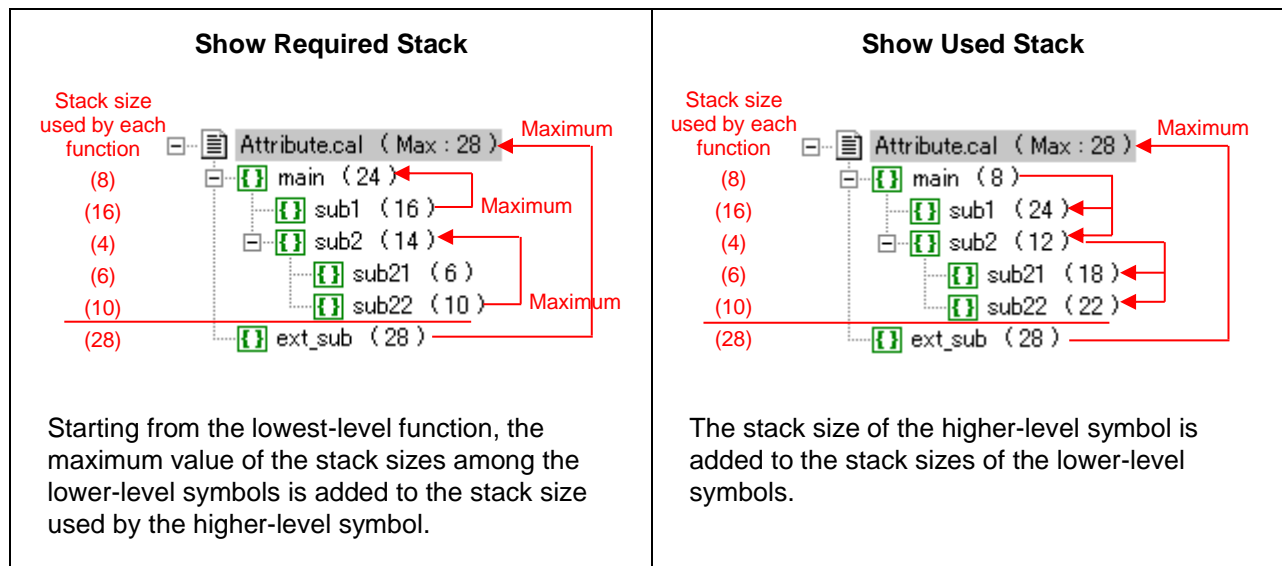 Show Required Stack
Stack size
used by each
function
Attribute.cal ( Max : 28 )
Maximum
(8)
main ( 24 )
(16)
sub1 ( 16 )
Maximum
(4)
sub2 ( 14 )
(6)
sub21 ( 6 )
(10)
sub22 ( 10 )
Maximum
(28)
ext_sub ( 28 )
Starting from the lowest-level function, the
maximum value of the stack sizes among the
lower-level symbols is added to the stack size
used by the higher-level symbol.
Show Used Stack
Stack size
used by each
function
Attribute.cal ( Max : 28 )
Maximum
(8)
main ( 8 )
(16)
sub1 ( 24 )
(4)
sub2 ( 12 )
(6)
sub21 ( 18 )
(10)
sub22 ( 22 )
(28)
ext_sub ( 28 )
The stack size of the higher-level symbol is
added to the stack sizes of the lower-level
symbols.